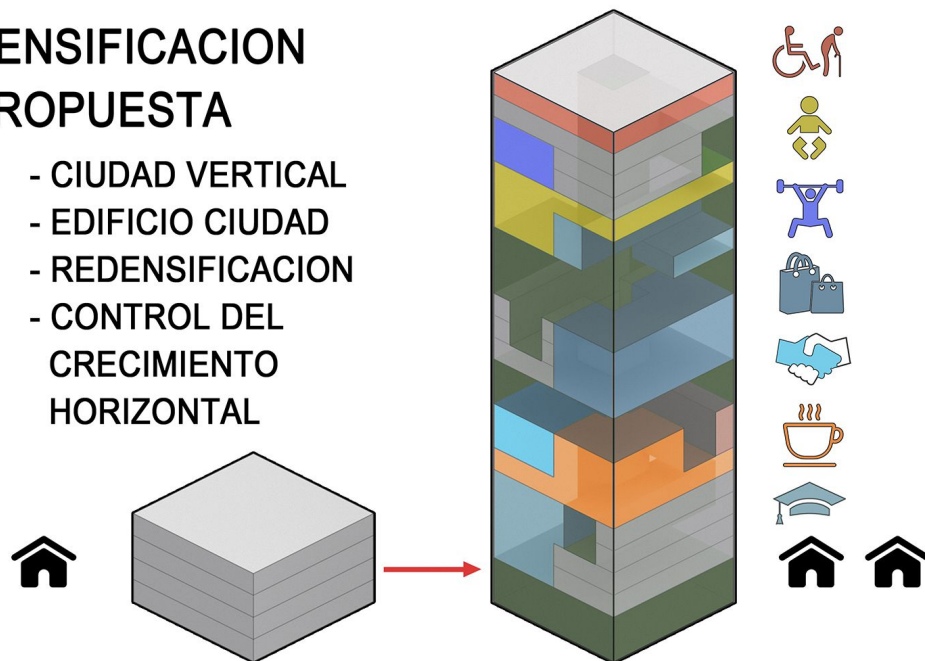 ENSIFICACION
ROPUESTA
- CIUDAD VERTICAL
- EDIFICIO CIUDAD
- REDENSIFICACION
- CONTROL DEL
CRECIMIENTO
HORIZONTAL